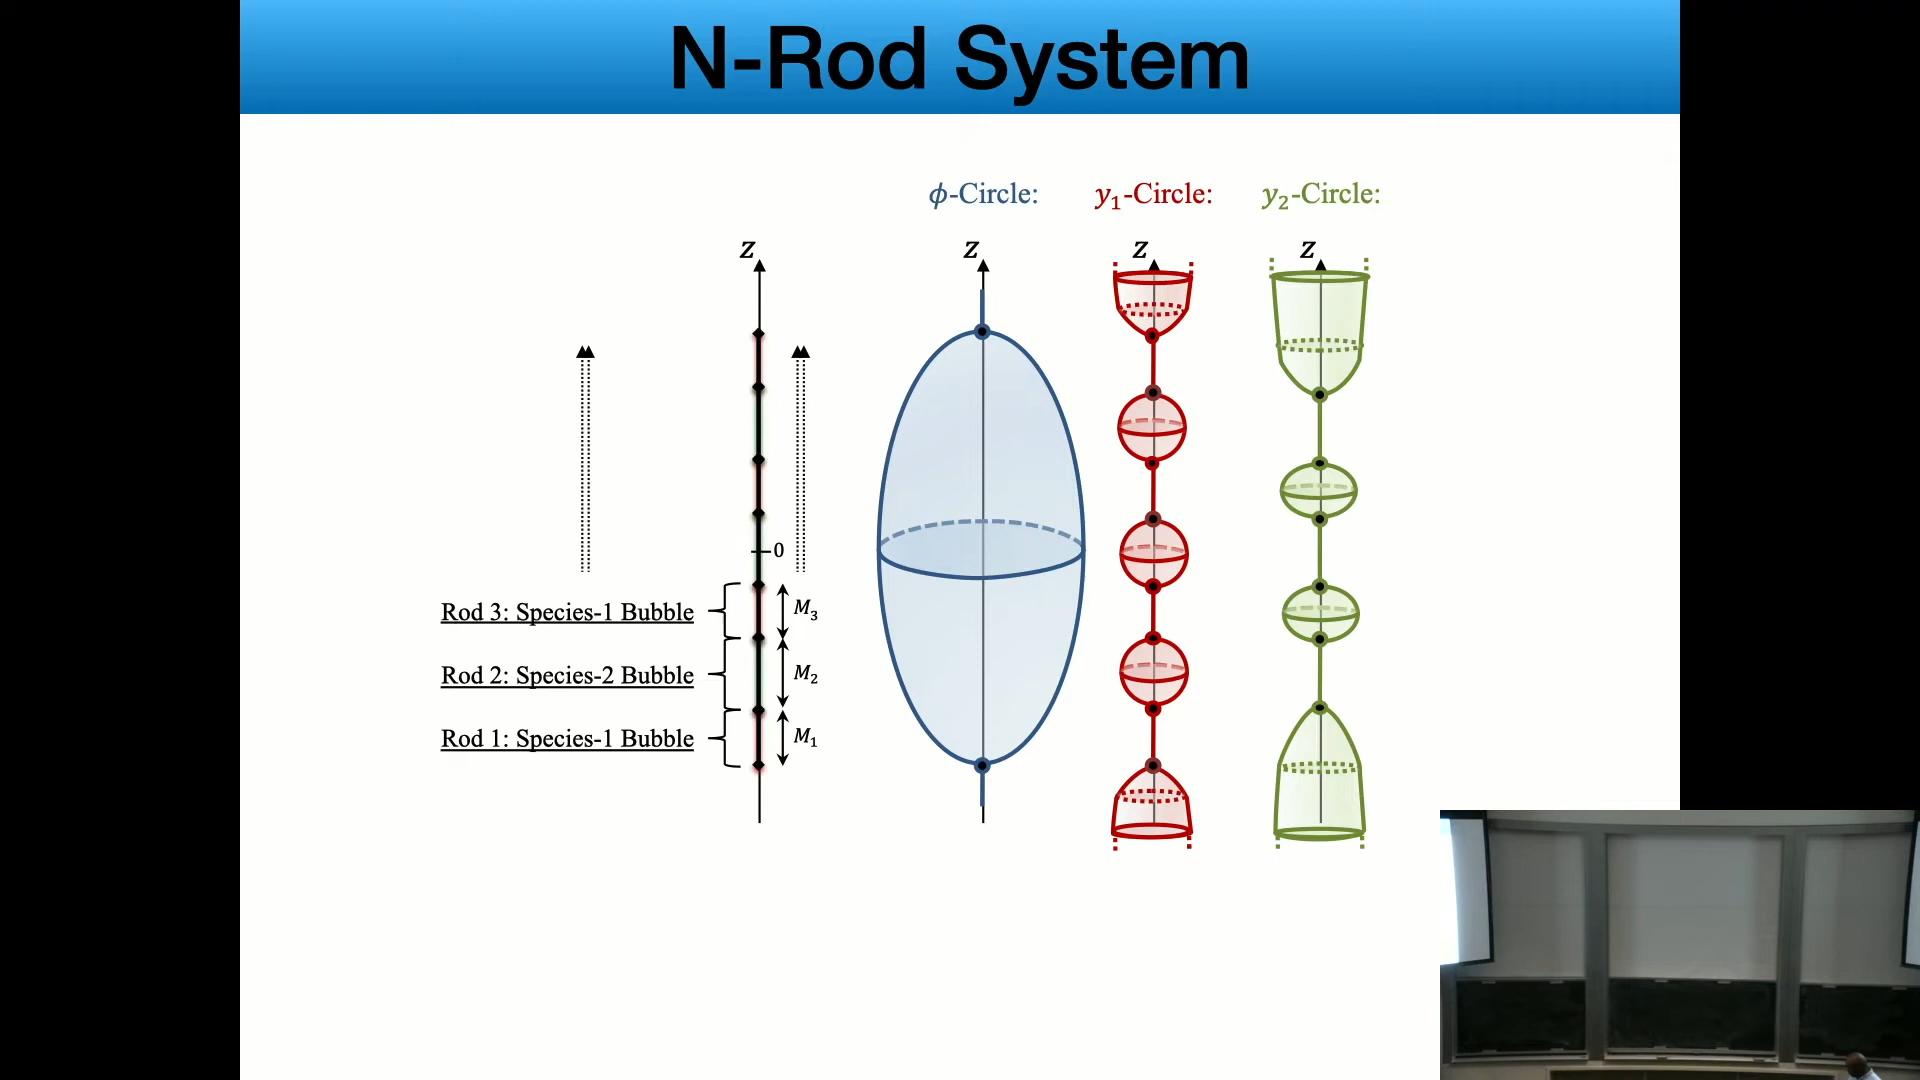 N-Rod System
ϕ-Circle:
y₁-Circle:
y₂-Circle:
z
z
z
z
0
Rod 3: Species-1 Bubble
M₃
Rod 2: Species-2 Bubble
M₂
Rod 1: Species-1 Bubble
M₁